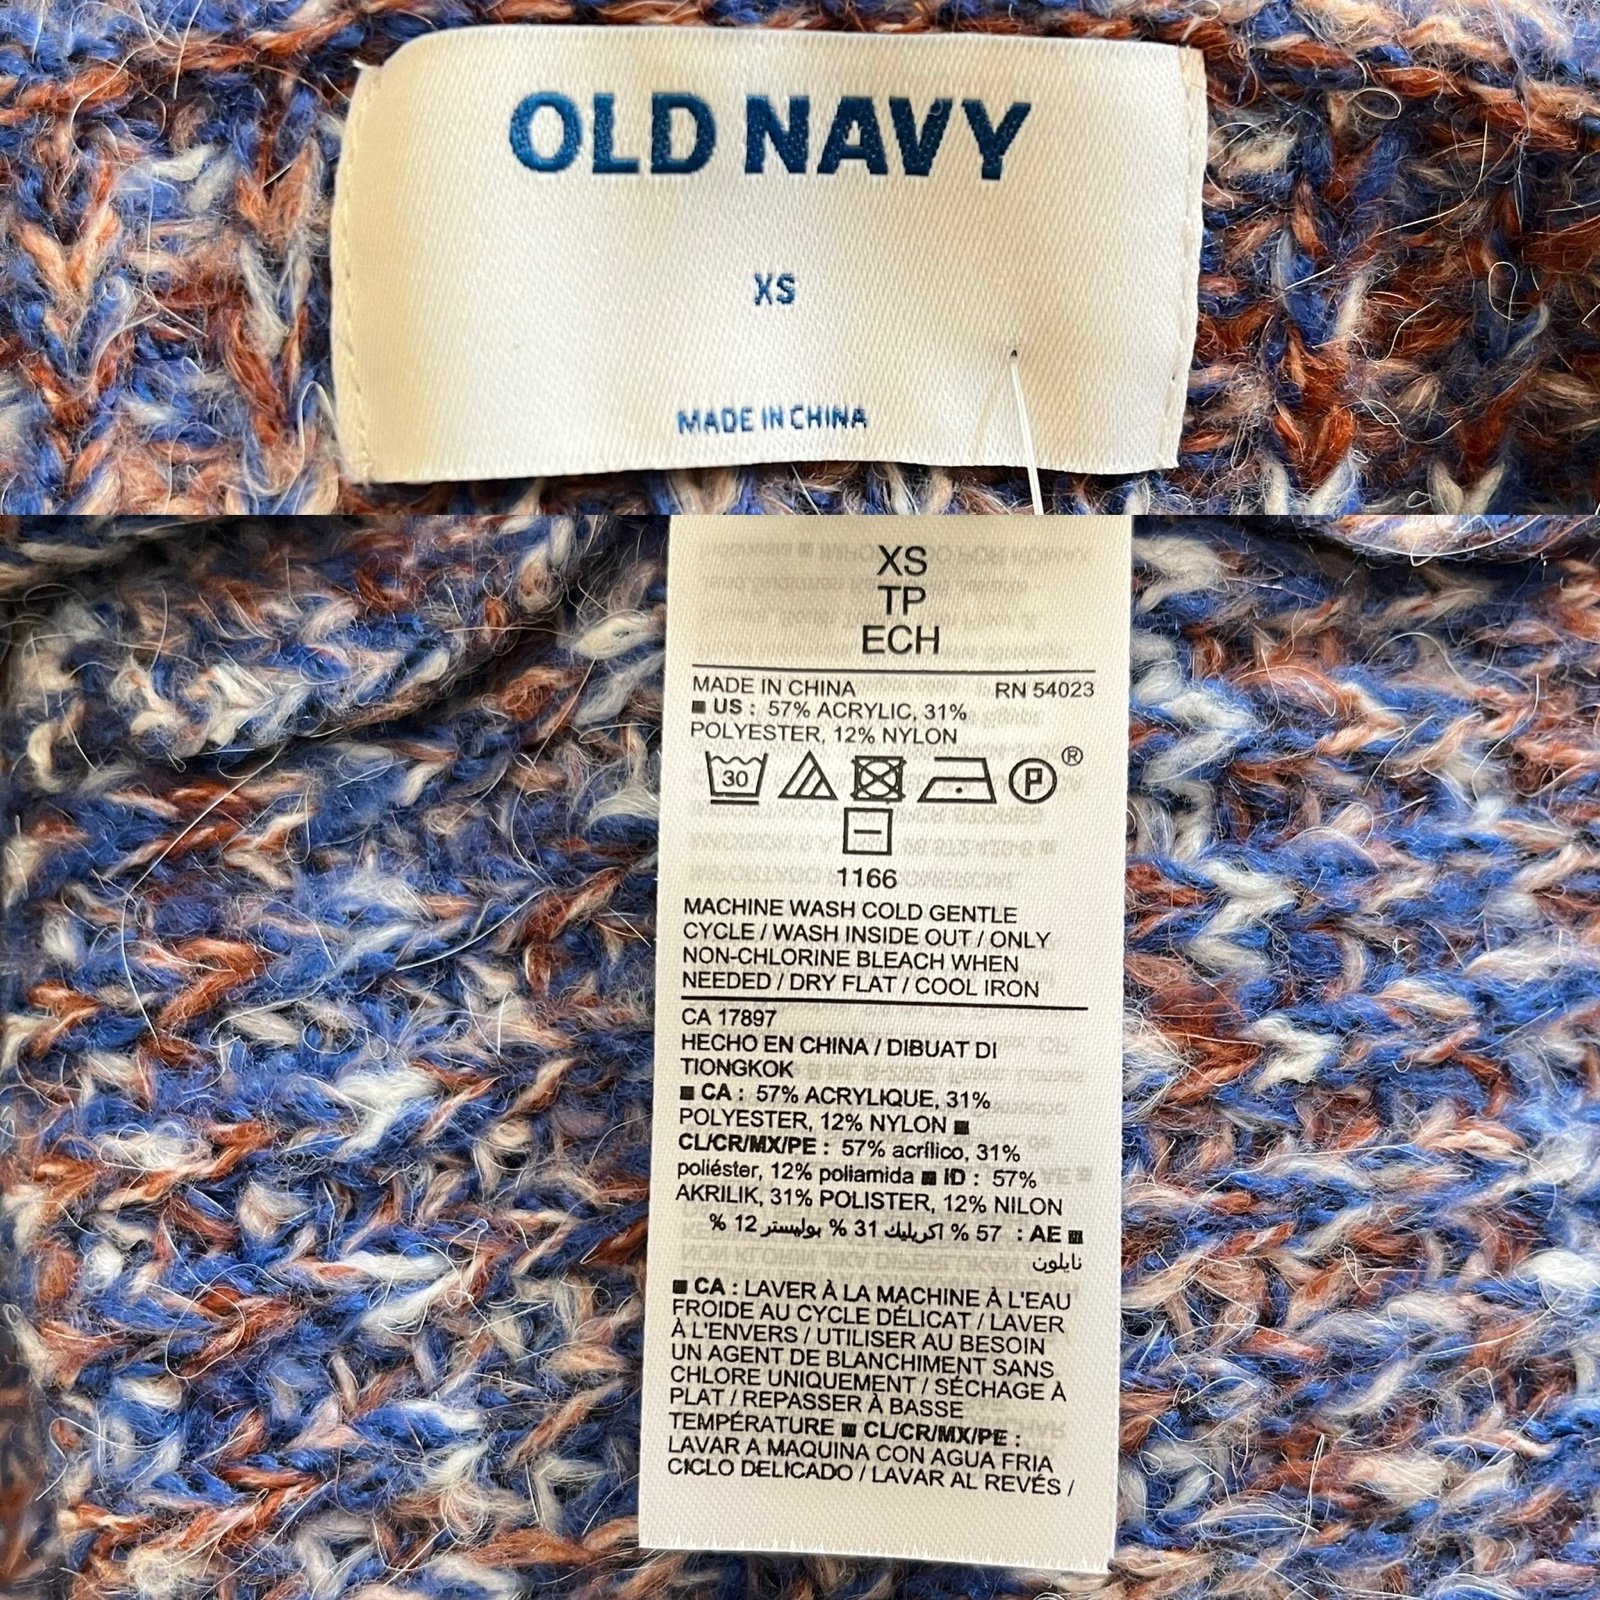 OLD NAVY
XS
MADE IN CHINA
XS
TP
ECH
MADE IN CHINA RN 54023
■ US : 57% ACRYLIC, 31%
POLYESTER, 12% NYLON
30 P ®
1166
MACHINE WASH COLD GENTLE
CYCLE / WASH INSIDE OUT / ONLY
NON-CHLORINE BLEACH WHEN
NEEDED / DRY FLAT / COOL IRON
CA 17897
HECHO EN CHINA / DIBUAT DI
TIONGKOK
■ CA : 57% ACRYLIQUE, 31%
POLYESTER, 12% NYLON ■
CL/CR/MX/PE : 57% acrílico, 31%
poliéster, 12% poliamida ■ ID : 57%
AKRILIK, 31% POLISTER, 12% NILON
■ AE : 57 % اكريليك 31 % بوليستر 12 %
نايلون
■ CA : LAVER À LA MACHINE À L'EAU
FROIDE AU CYCLE DÉLICAT / LAVER
À L'ENVERS / UTILISER AU BESOIN
UN AGENT DE BLANCHIMENT SANS
CHLORE UNIQUEMENT / SÉCHAGE À
PLAT / REPASSER À BASSE
TEMPÉRATURE ■ CL/CR/MX/PE :
LAVAR A MAQUINA CON AGUA FRIA
CICLO DELICADO / LAVAR AL REVÉS /